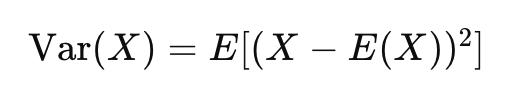 Var(X) = E[(X − E(X))²]